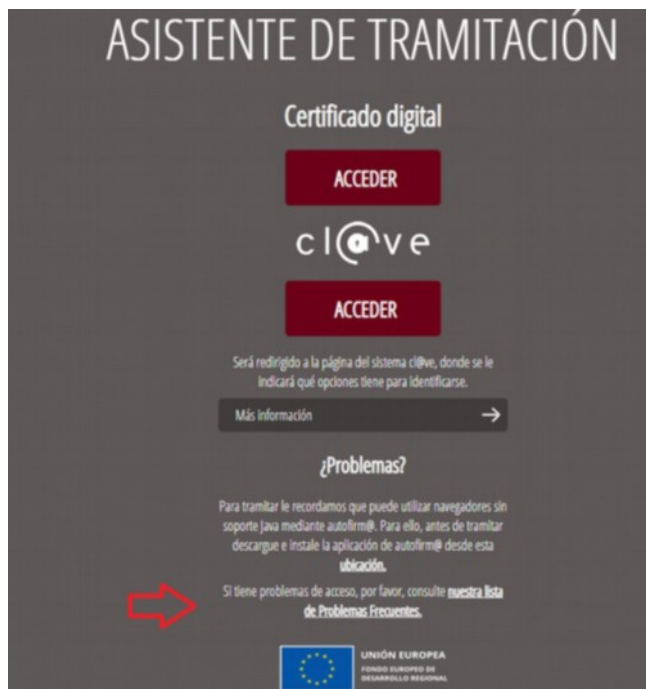 ASISTENTE DE TRAMITACIÓN
Certificado digital
ACCEDER
cl@ve
ACCEDER
Será redirigido a la página del sistema cl@ve, donde se le
indicará qué opciones tiene para identificarse.
Más información
¿Problemas?
Para tramitar le recordamos que puede utilizar navegadores sin
soporte Java mediante autofirm@. Para ello, antes de tramitar
descargue e instale la aplicación de autofirm@ desde esta
ubicación.
Si tiene problemas de acceso, por favor, consulte nuestra lista
de Problemas Frecuentes.
UNIÓN EUROPEA
FONDO EUROPEO DE
DESARROLLO REGIONAL